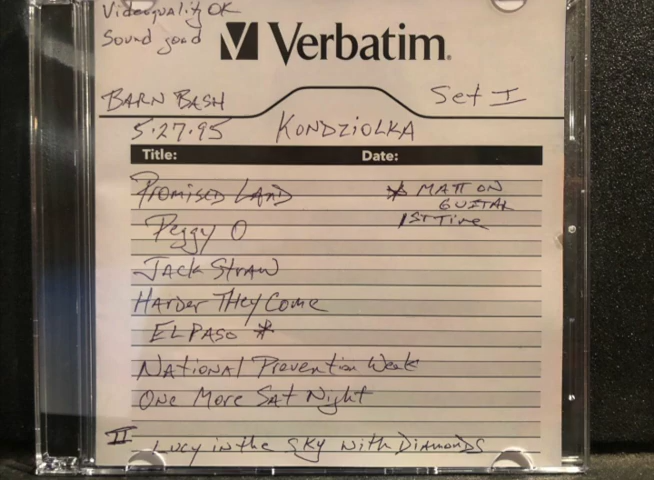 Videoquality OK
Sound good
Verbatim.
BARN BASH
Set I
5.27.95 KONDZIOLKA
Title: Date:
PROMISED LAND * MATT ON
GUITAR
Peggy O 1ST Time
JACK STRAW
HARDER THEY COME
EL PASO *
NATIONAL Prevention Week
ONE More SAT Night
II Lucy in the SKY with DIAMONDS